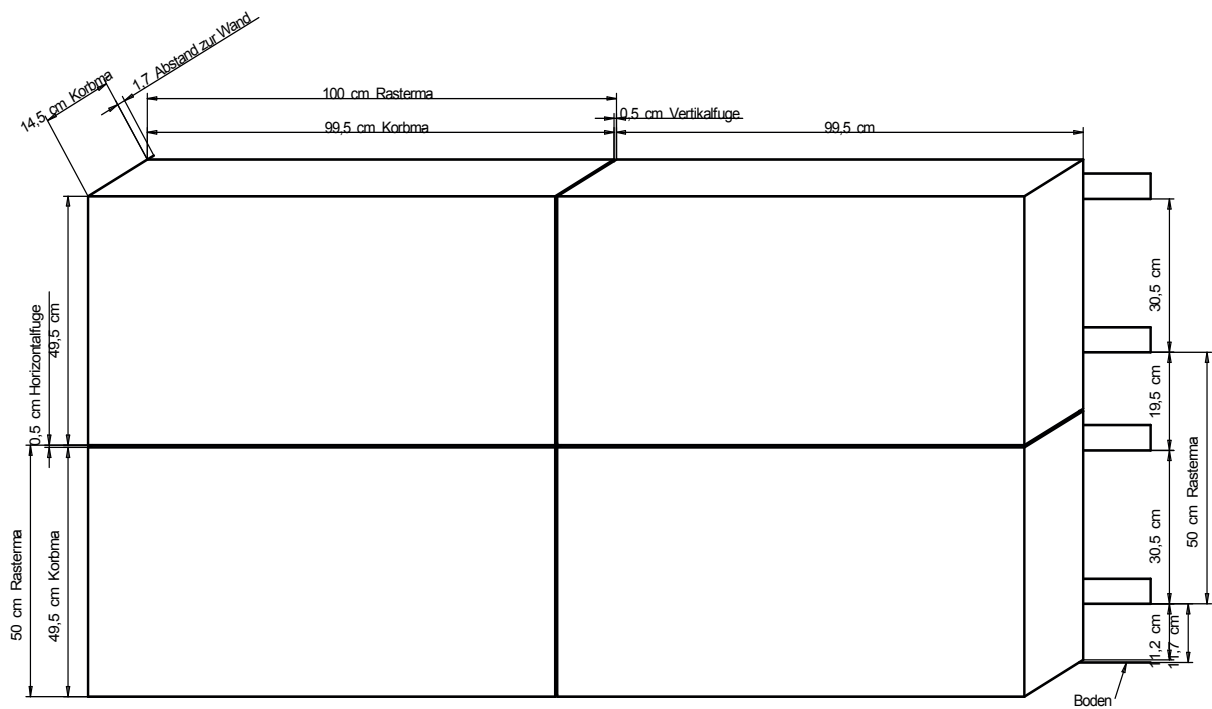 1,7 Abstand zur Wand
14,5 cm Korbma
100 cm Rasterma
0,5 cm Vertikalfuge
99,5 cm Korbma
99,5 cm
0,5 cm Horizontalfuge
49,5 cm
30,5 cm
19,5 cm
50 cm Rasterma
30,5 cm
50 cm Rasterma
49,5 cm Korbma
11,2 cm
11,7 cm
Boden